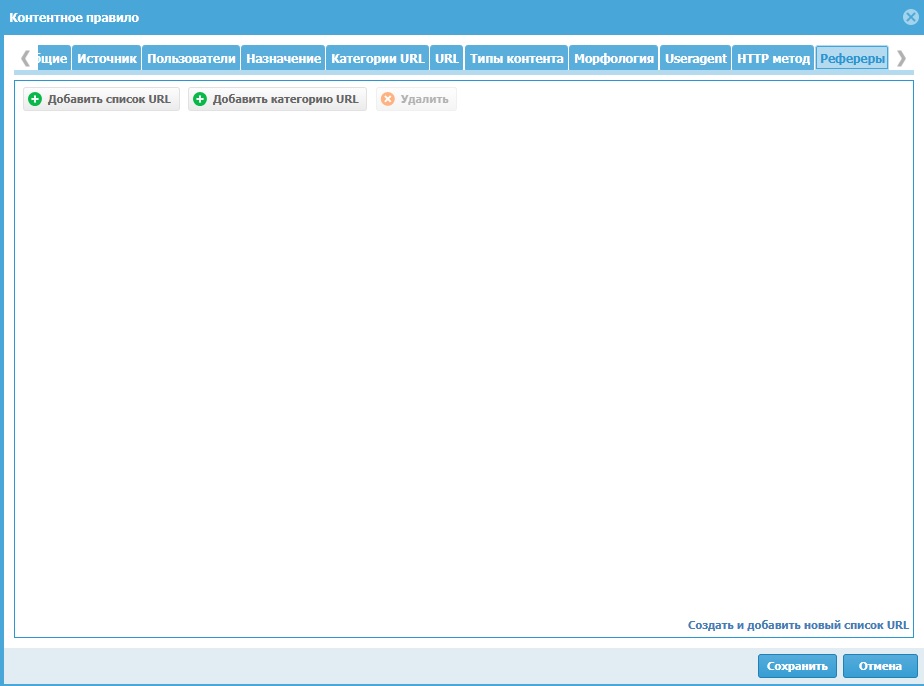 Контентное правило
Источник Пользователи Назначение Категории URL URL Типы контента Морфология Useragent HTTP метод Рефереры
Добавить список URL Добавить категорию URL Удалить
Создать и добавить новый список URL
Сохранить Отмена